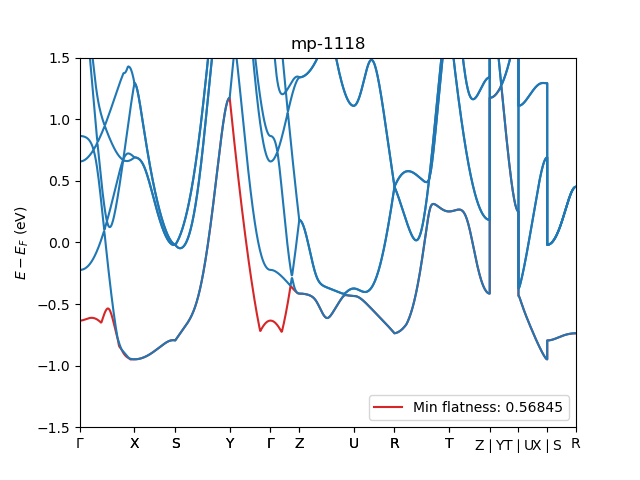 mp-1118
1.5
1.0
0.5
0.0
−0.5
−1.0
−1.5
E − E_F (eV)
Min flatness: 0.56845
Γ X S Y Γ Z U R T Z | YT | UX | S R